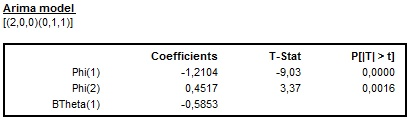 Arima model
[(2,0,0)(0,1,1)]
Coefficients T-Stat P[|T| > t]
Phi(1) -1,2104 -9,03 0,0000
Phi(2) 0,4517 3,37 0,0016
BTheta(1) -0,5853